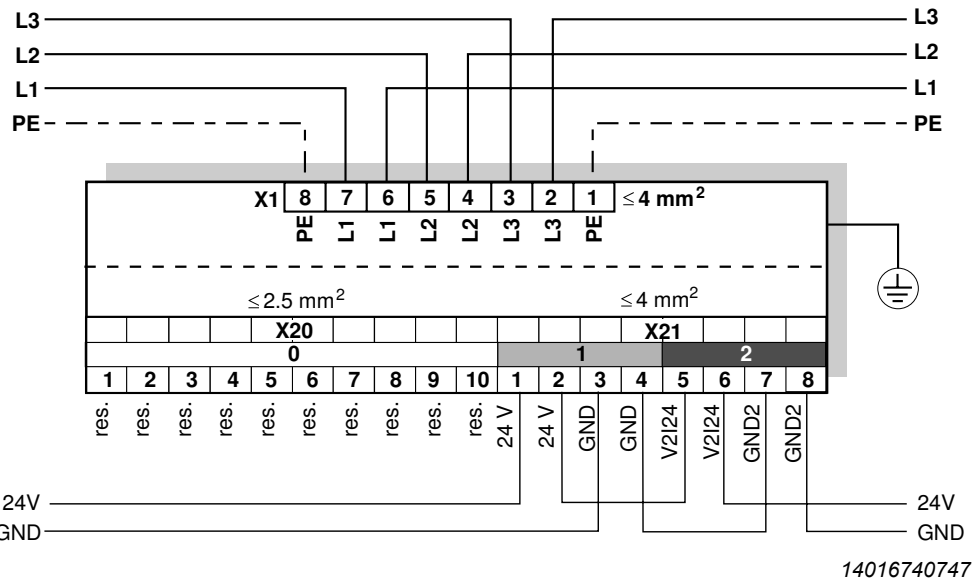 L3 L3
L2 L2
L1 L1
PE PE
X1 8 7 6 5 4 3 2 1 ≤ 4 mm²
PE L1 L1 L2 L2 L3 L3 PE
≤ 2.5 mm² ≤ 4 mm²
X20 X21
0 1 2
1 2 3 4 5 6 7 8 9 10 1 2 3 4 5 6 7 8
res. res. res. res. res. res. res. res. res. res. 24 V 24 V GND GND V2I24 V2I24 GND2 GND2
24V 24V
GND GND
14016740747